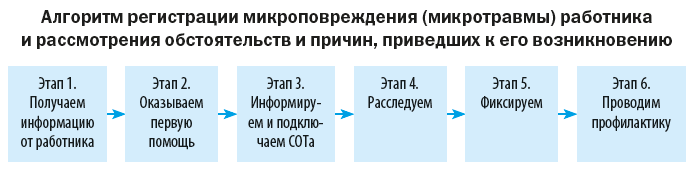 Алгоритм регистрации микроповреждения (микротравмы) работника
и рассмотрения обстоятельств и причин, приведших к его возникновению
Этап 1.
Получаем
информацию
от работника
Этап 2.
Оказываем
первую
помощь
Этап 3.
Информиру-
ем и подклю-
чаем СОТа
Этап 4.
Расследуем
Этап 5.
Фиксируем
Этап 6.
Проводим
профилактику